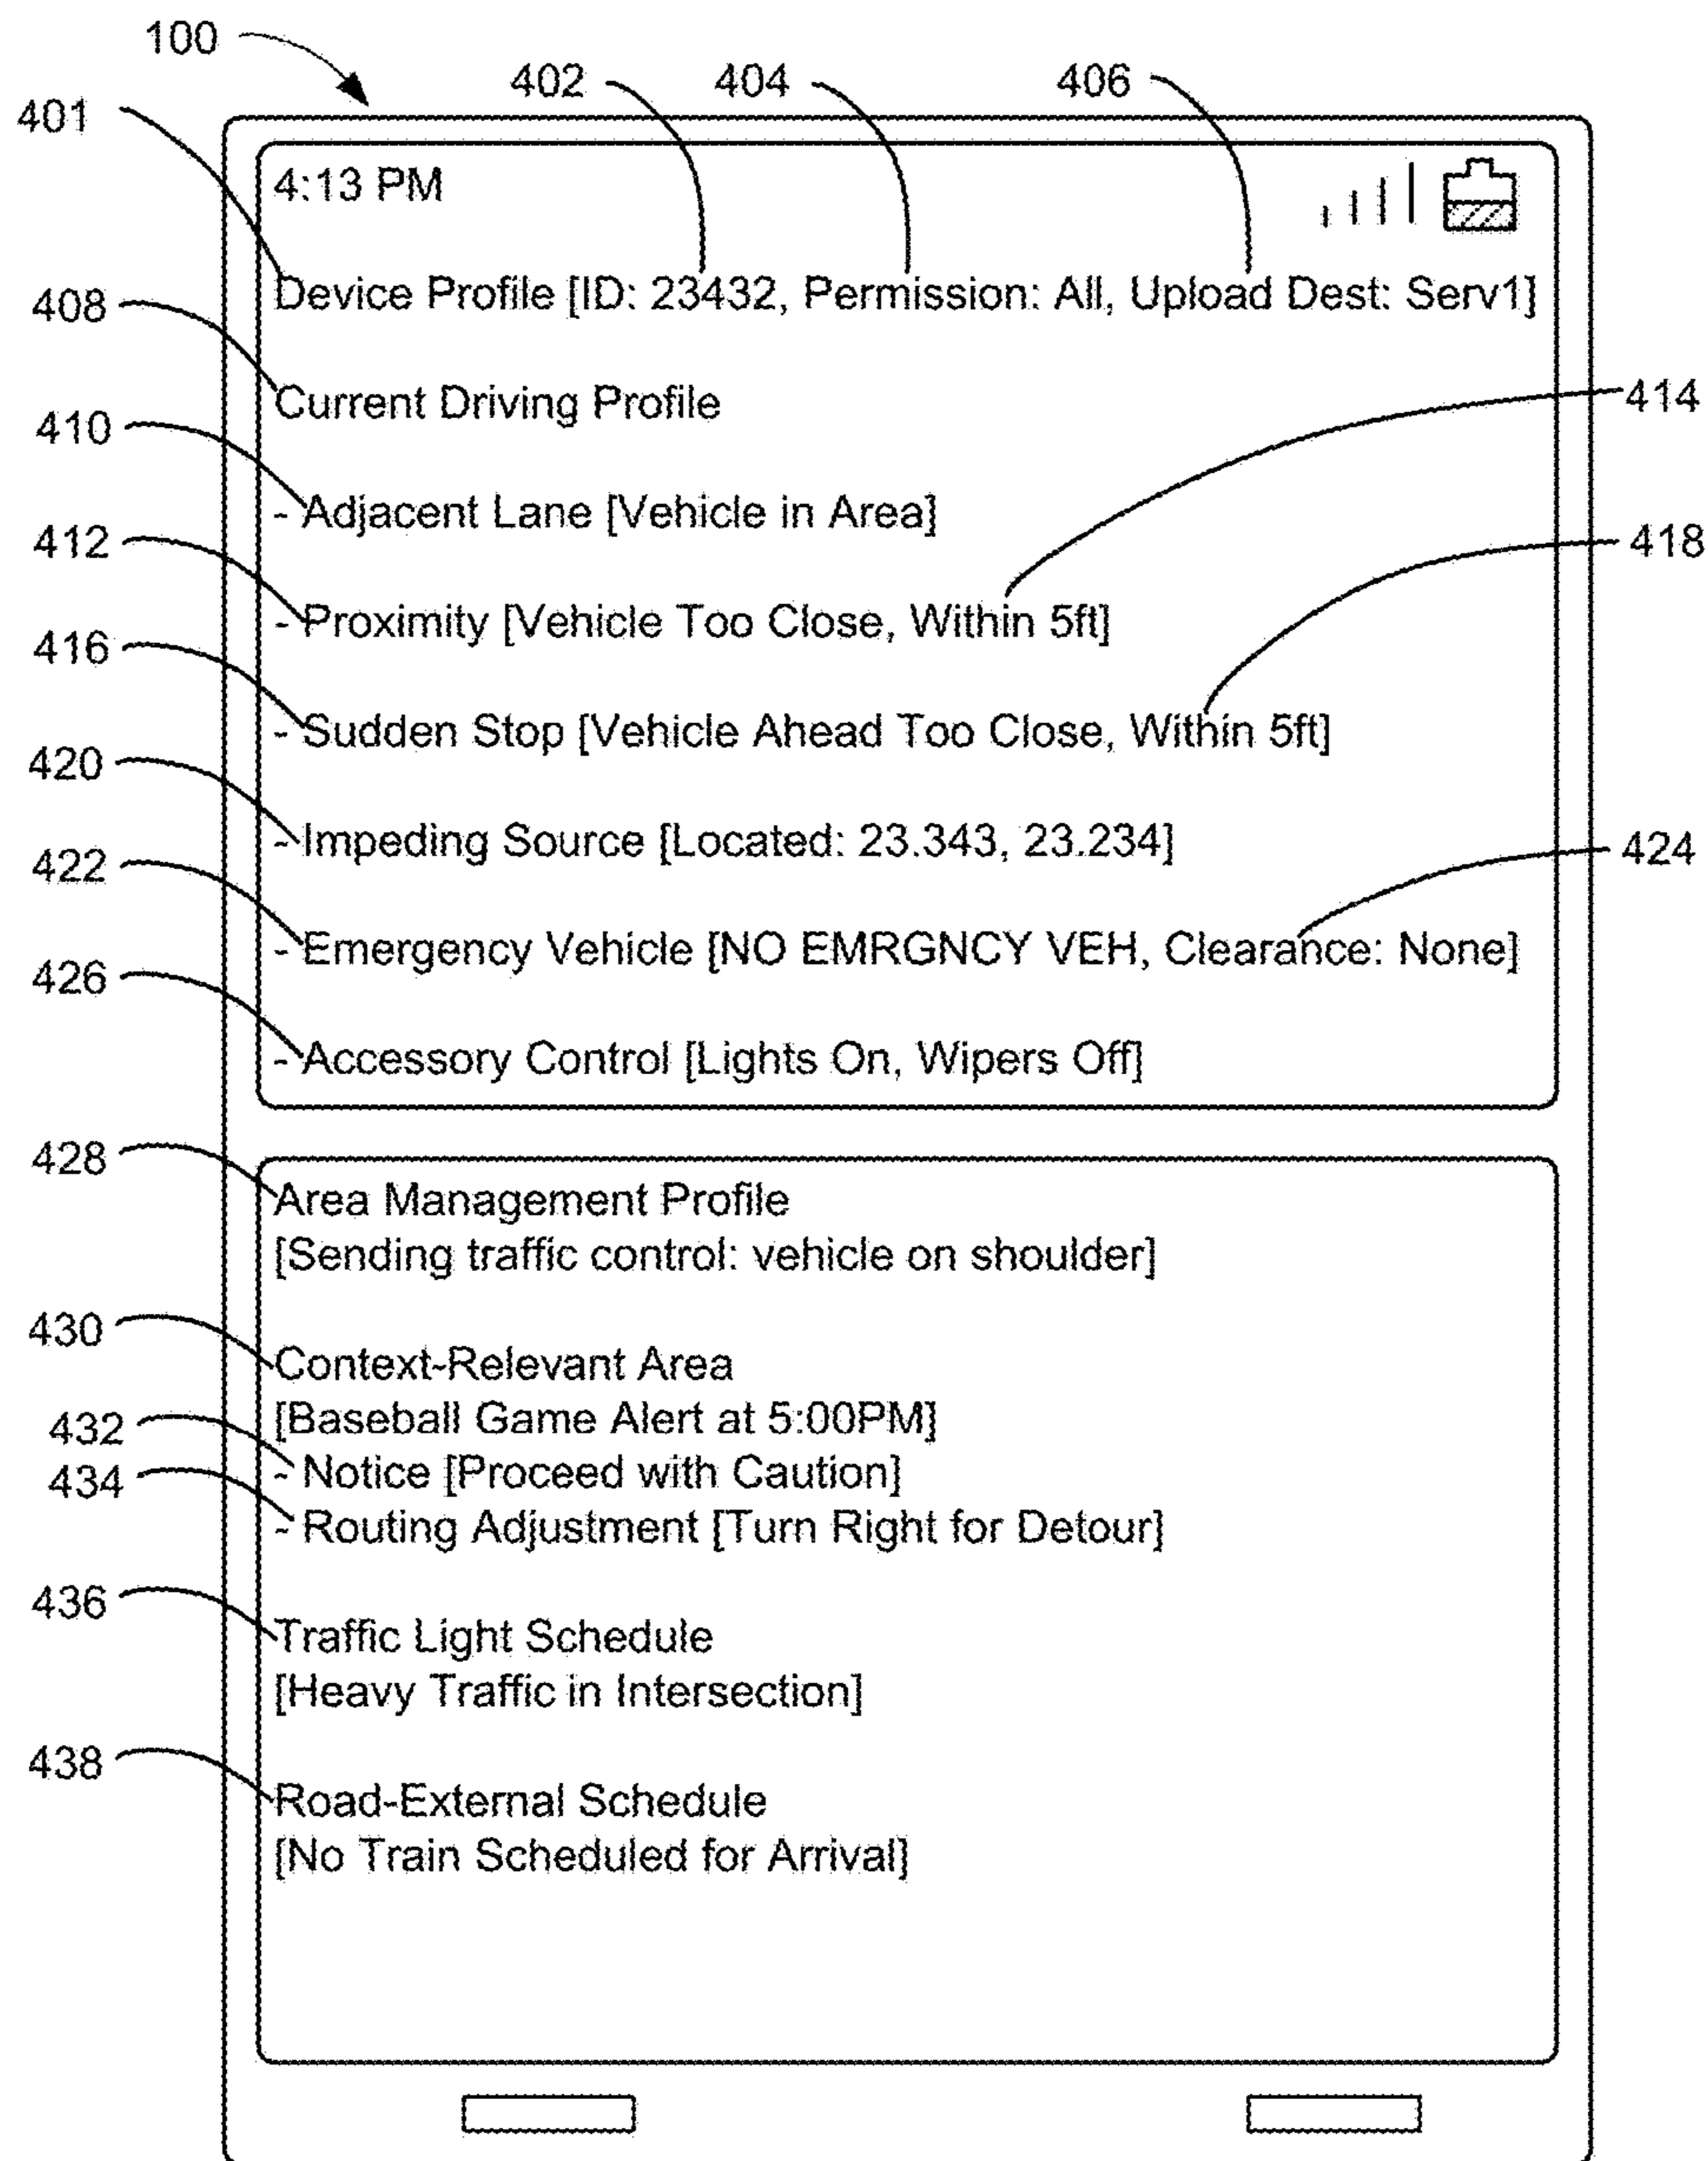 100
402 404 406
401
4:13 PM
Device Profile [ID: 23432, Permission: All, Upload Dest: Serv1]
408
Current Driving Profile
414
410
- Adjacent Lane [Vehicle in Area]
412
418
- Proximity [Vehicle Too Close, Within 5ft]
416
- Sudden Stop [Vehicle Ahead Too Close, Within 5ft]
420
- Impeding Source [Located: 23.343, 23.234]
424
422
- Emergency Vehicle [NO EMRGNCY VEH, Clearance: None]
426
- Accessory Control [Lights On, Wipers Off]
428
Area Management Profile
[Sending traffic control: vehicle on shoulder]
430
Context-Relevant Area
[Baseball Game Alert at 5:00PM]
432
- Notice [Proceed with Caution]
434
- Routing Adjustment [Turn Right for Detour]
436
Traffic Light Schedule
[Heavy Traffic in Intersection]
438
Road-External Schedule
[No Train Scheduled for Arrival]